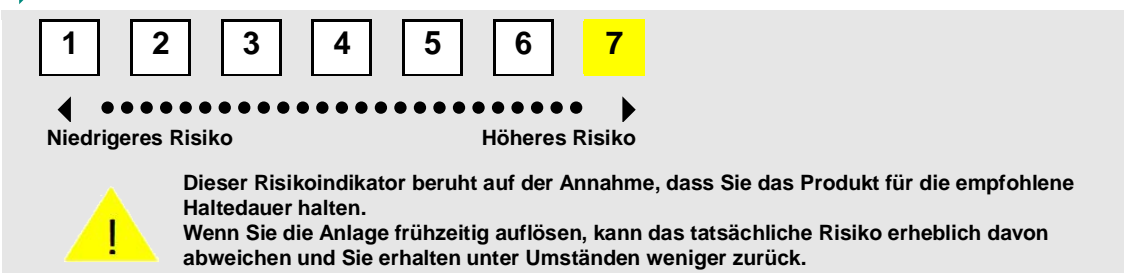 1 2 3 4 5 6 7
Niedrigeres Risiko Höheres Risiko
Dieser Risikoindikator beruht auf der Annahme, dass Sie das Produkt für die empfohlene
Haltedauer halten.
! Wenn Sie die Anlage frühzeitig auflösen, kann das tatsächliche Risiko erheblich davon
abweichen und Sie erhalten unter Umständen weniger zurück.